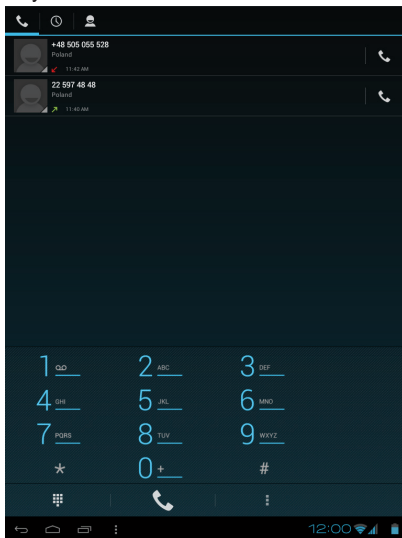 +48 505 055 528
Poland
11:42 AM
22 597 48 48
Poland
11:40 AM
1
2 ABC
3 DEF
4 GHI
5 JKL
6 MNO
7 PQRS
8 TUV
9 WXYZ
* 0 + #
12:00